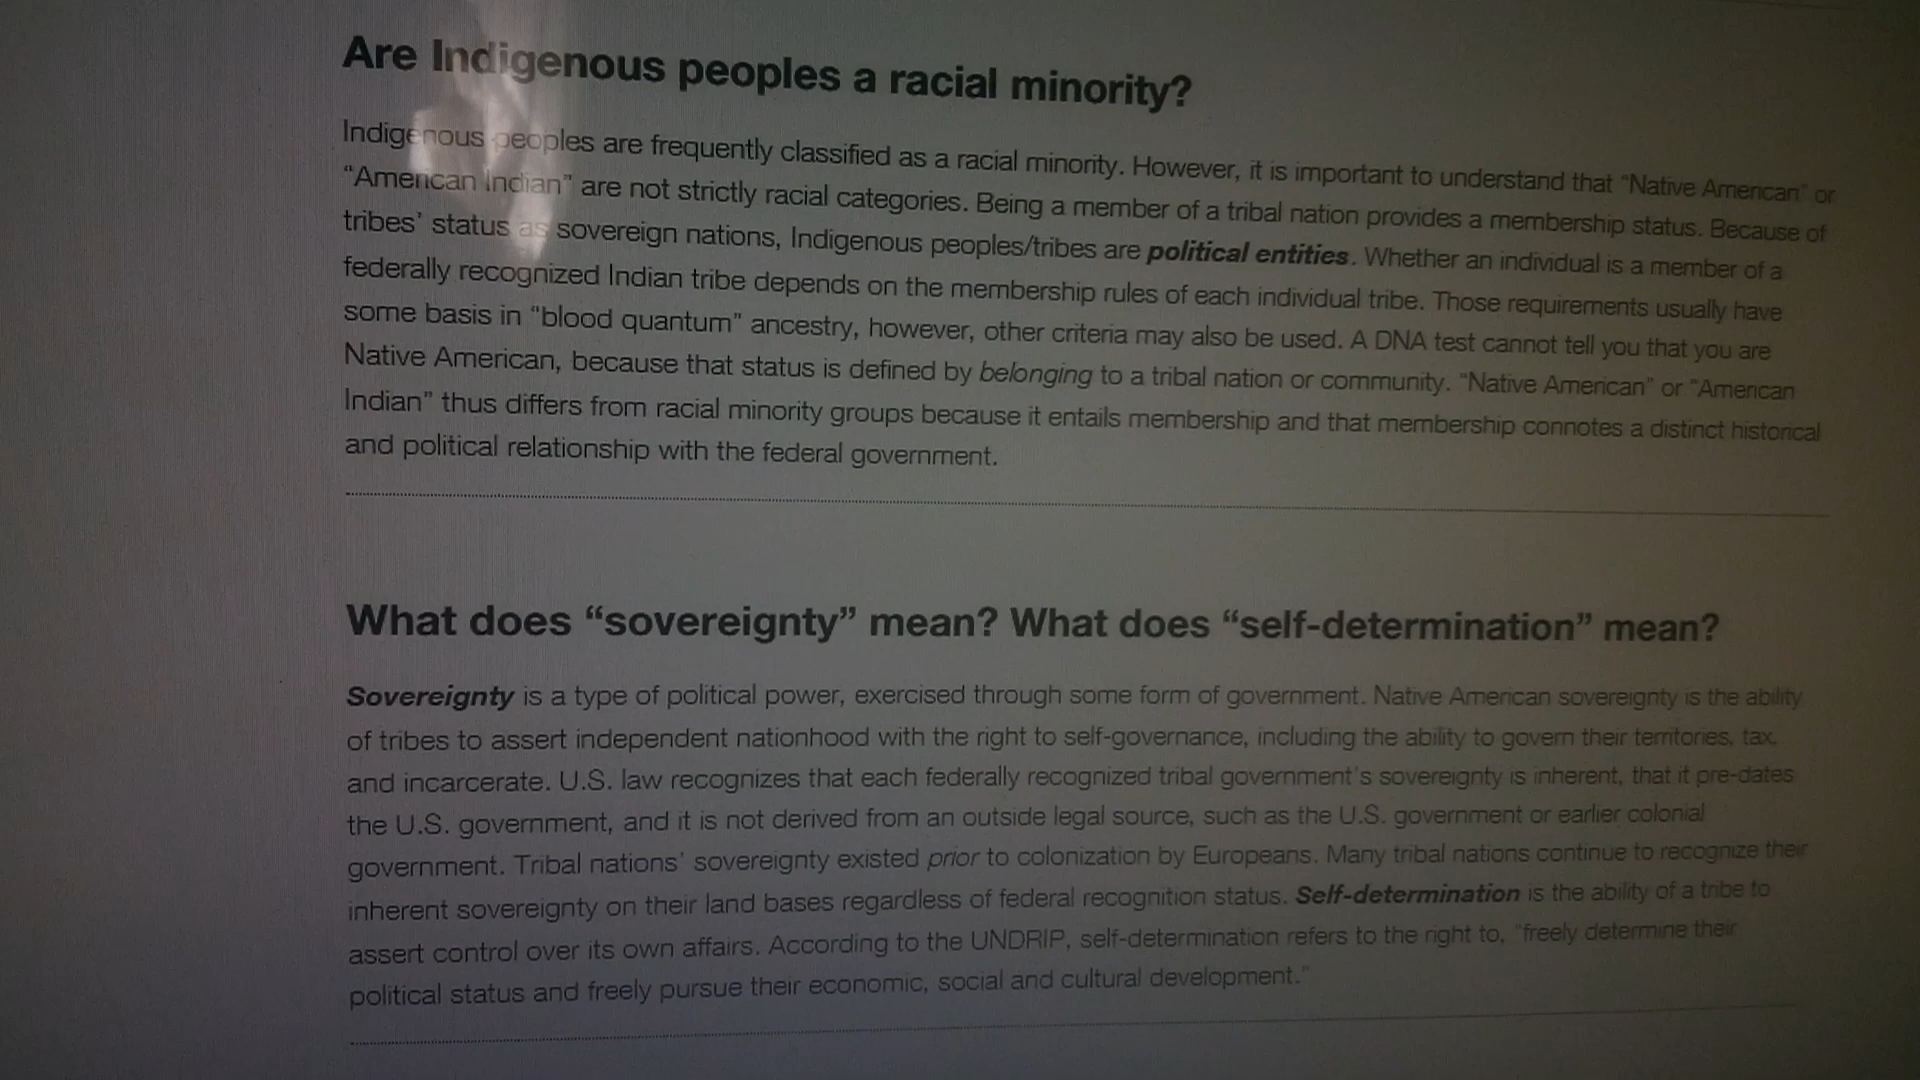 Are Indigenous peoples a racial minority?
Indigenous peoples are frequently classified as a racial minority. However, it is important to understand that “Native American” or
“American Indian” are not strictly racial categories. Being a member of a tribal nation provides a membership status. Because of
tribes’ status as sovereign nations, Indigenous peoples/tribes are political entities. Whether an individual is a member of a
federally recognized Indian tribe depends on the membership rules of each individual tribe. Those requirements usually have
some basis in “blood quantum” ancestry, however, other criteria may also be used. A DNA test cannot tell you that you are
Native American, because that status is defined by belonging to a tribal nation or community. “Native American” or “American
Indian” thus differs from racial minority groups because it entails membership and that membership connotes a distinct historical
and political relationship with the federal government.
What does “sovereignty” mean? What does “self-determination” mean?
Sovereignty is a type of political power, exercised through some form of government. Native American sovereignty is the ability
of tribes to assert independent nationhood with the right to self-governance, including the ability to govern their territories, tax,
and incarcerate. U.S. law recognizes that each federally recognized tribal government’s sovereignty is inherent, that it pre-dates
the U.S. government, and it is not derived from an outside legal source, such as the U.S. government or earlier colonial
government. Tribal nations’ sovereignty existed prior to colonization by Europeans. Many tribal nations continue to recognize their
inherent sovereignty on their land bases regardless of federal recognition status. Self-determination is the ability of a tribe to
assert control over its own affairs. According to the UNDRIP, self-determination refers to the right to, “freely determine their
political status and freely pursue their economic, social and cultural development.”